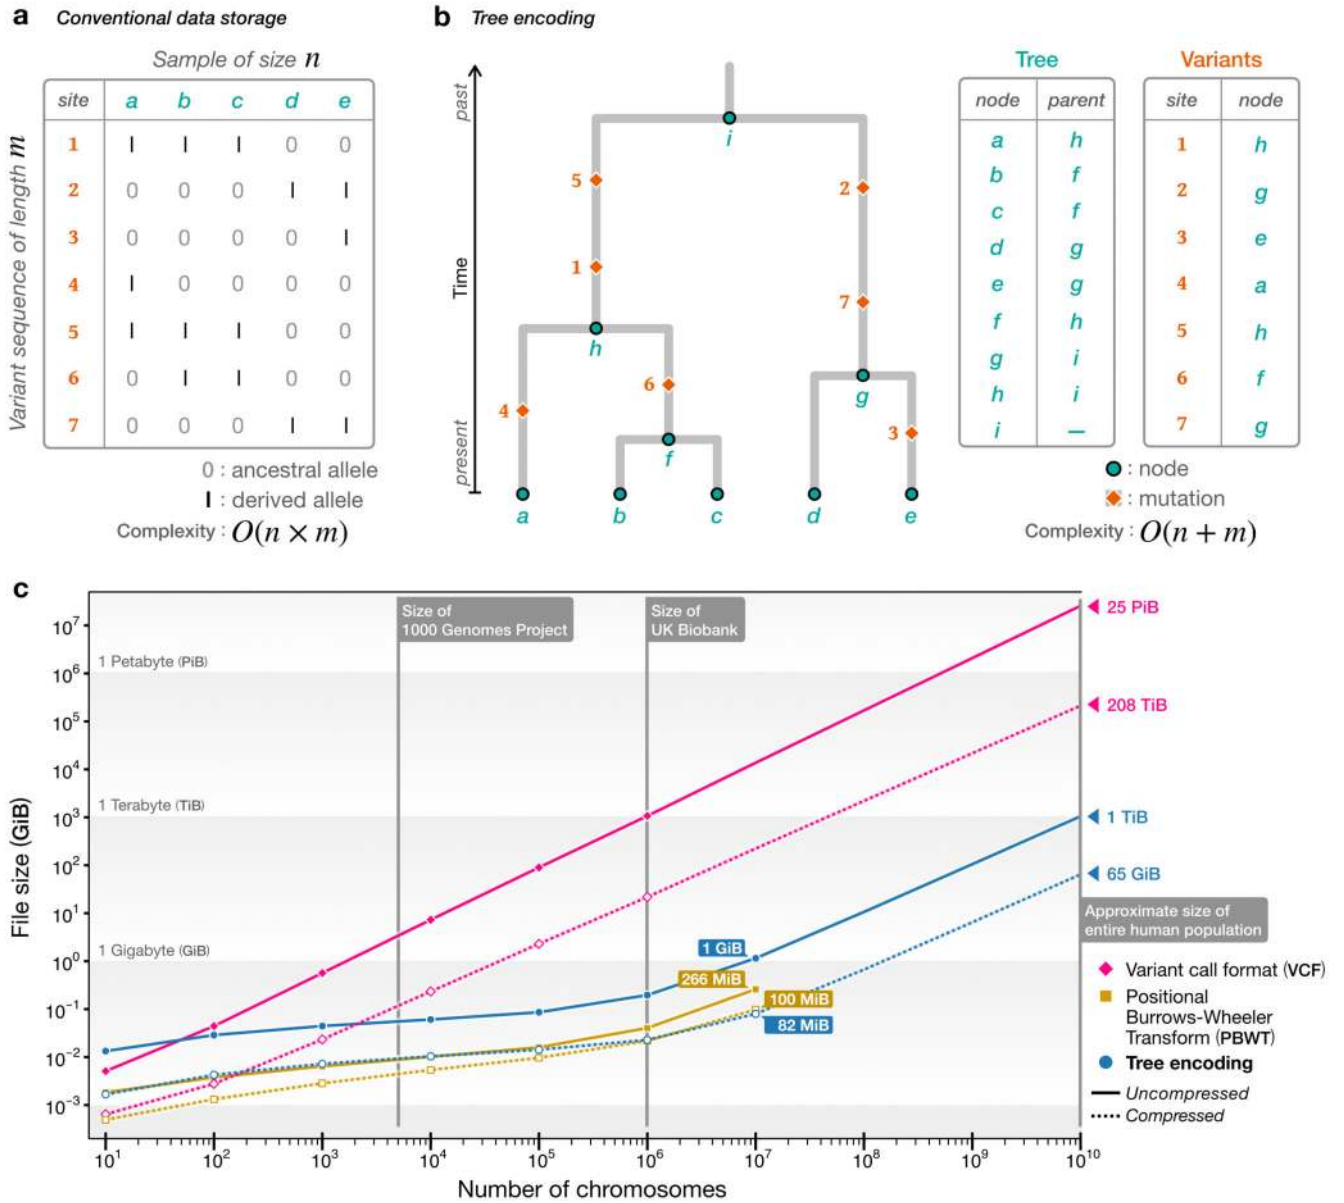 a Conventional data storage
Sample of size n
Variant sequence of length m
site a b c d e
1 I I I 0 0
2 0 0 0 I I
3 0 0 0 0 I
4 I 0 0 0 0
5 I I I 0 0
6 0 I I 0 0
7 0 0 0 I I
0 : ancestral allele
I : derived allele
Complexity : O(n × m)
b Tree encoding
past
Time
present
i
5
2
1
7
h
6
g
4
3
f
a b c d e
Tree
node parent
a h
b f
c f
d g
e g
f h
g i
h i
i —
Variants
site node
1 h
2 g
3 e
4 a
5 h
6 f
7 g
: node
: mutation
Complexity : O(n + m)
c
File size (GiB)
10^7
10^6
10^5
10^4
10^3
10^2
10^1
10^0
10^-1
10^-2
10^-3
1 Petabyte (PiB)
1 Terabyte (TiB)
1 Gigabyte (GiB)
Size of
1000 Genomes Project
Size of
UK Biobank
25 PiB
208 TiB
1 TiB
65 GiB
Approximate size of
entire human population
1 GiB
266 MiB
100 MiB
82 MiB
Variant call format (VCF)
Positional
Burrows-Wheeler
Transform (PBWT)
Tree encoding
Uncompressed
Compressed
10^1 10^2 10^3 10^4 10^5 10^6 10^7 10^8 10^9 10^10
Number of chromosomes